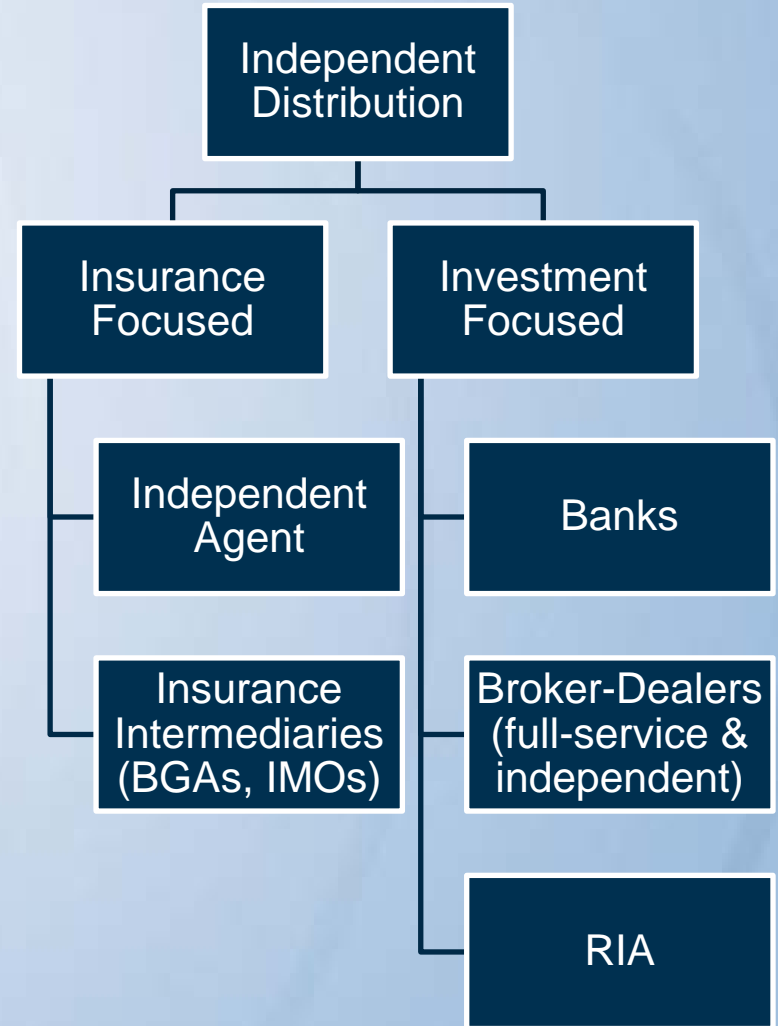 Independent
Distribution
Insurance
Focused
Investment
Focused
Independent
Agent
Insurance
Intermediaries
(BGAs, IMOs)
Banks
Broker-Dealers
(full-service &
independent)
RIA